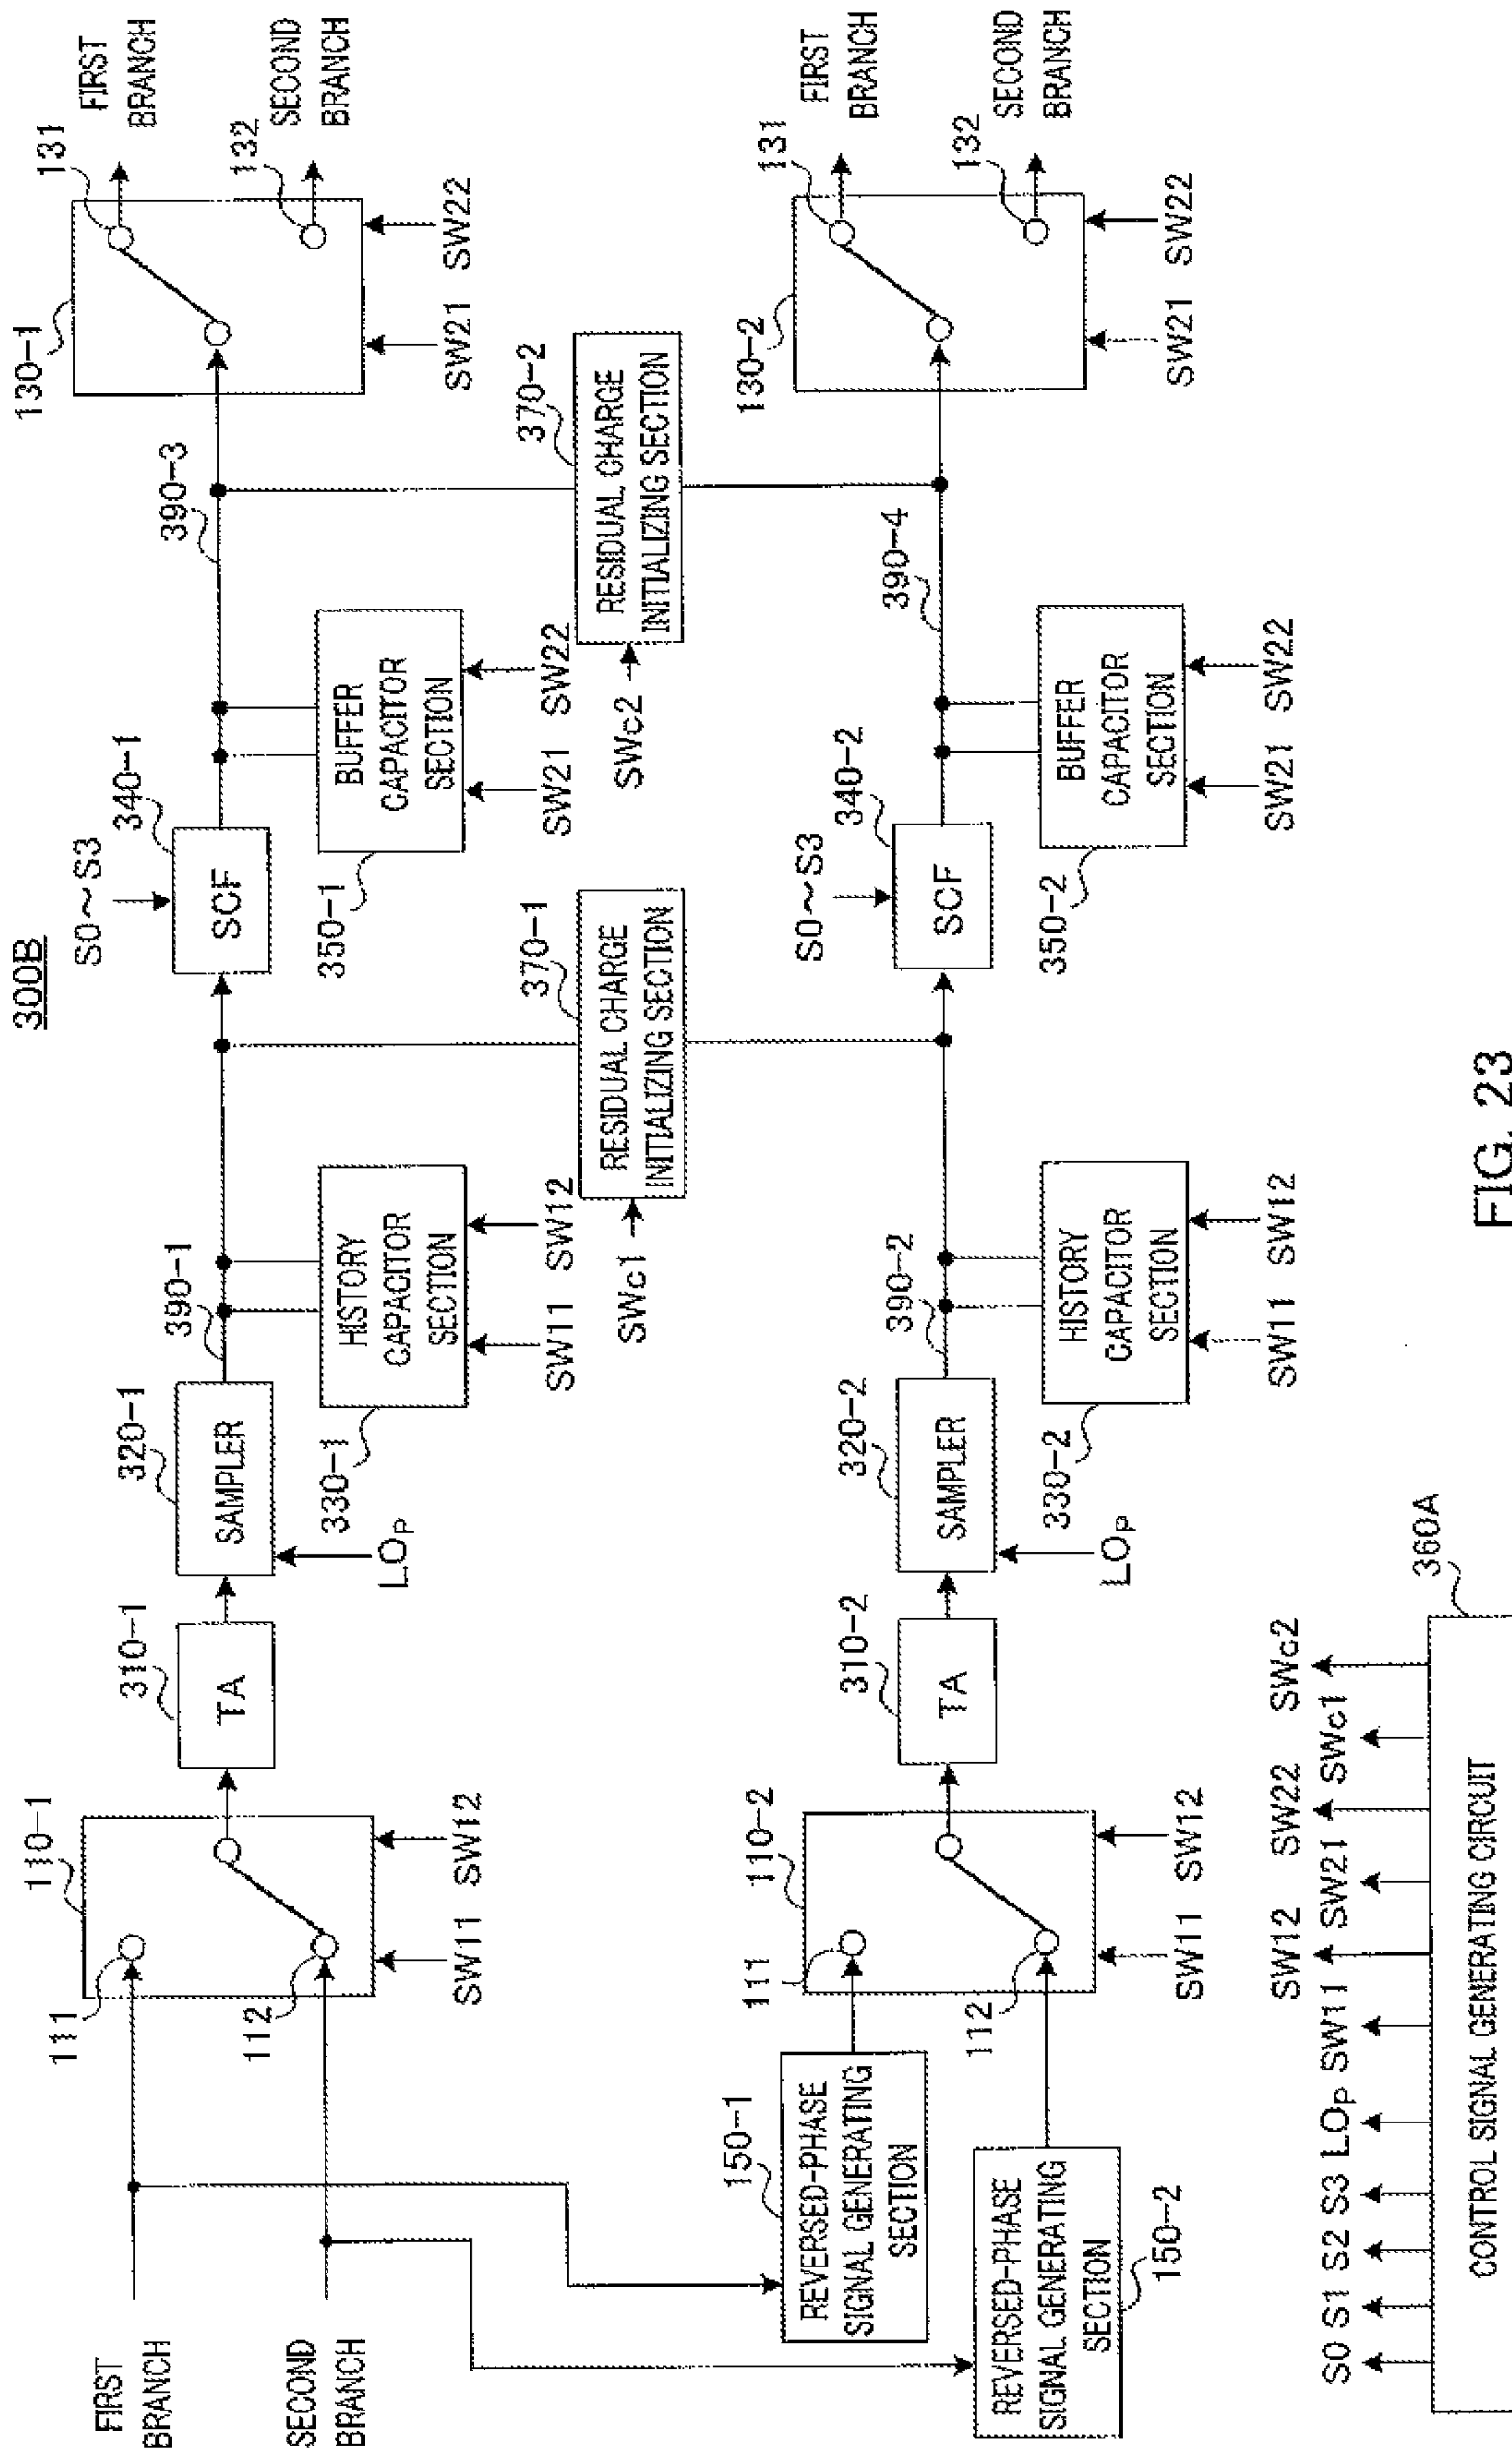 300B
FIRST
BRANCH
SECOND
BRANCH
111
112
110-1
SW11
SW12
310-1
TA
320-1
SAMPLER
LOP
390-1
330-1
HISTORY
CAPACITOR
SECTION
SW11
SW12
S0~S3
340-1
SCF
350-1
BUFFER
CAPACITOR
SECTION
SW21
SW22
390-3
130-1
131
132
SW21
SW22
FIRST
BRANCH
SECOND
BRANCH
370-1
RESIDUAL CHARGE
INITIALIZING SECTION
SWc1
370-2
RESIDUAL CHARGE
INITIALIZING SECTION
SWc2
150-1
REVERSED-PHASE
SIGNAL GENERATING
SECTION
REVERSED-PHASE
SIGNAL GENERATING
SECTION
150-2
111
112
110-2
SW11
SW12
310-2
TA
320-2
SAMPLER
LOP
390-2
330-2
HISTORY
CAPACITOR
SECTION
SW11
SW12
S0~S3
340-2
SCF
350-2
BUFFER
CAPACITOR
SECTION
SW21
SW22
390-4
130-2
131
132
SW21
SW22
FIRST
BRANCH
SECOND
BRANCH
S0 S1 S2 S3 LOP SW11 SW12 SW21 SW22 SWc1 SWc2
360A
CONTROL SIGNAL GENERATING CIRCUIT
FIG. 23